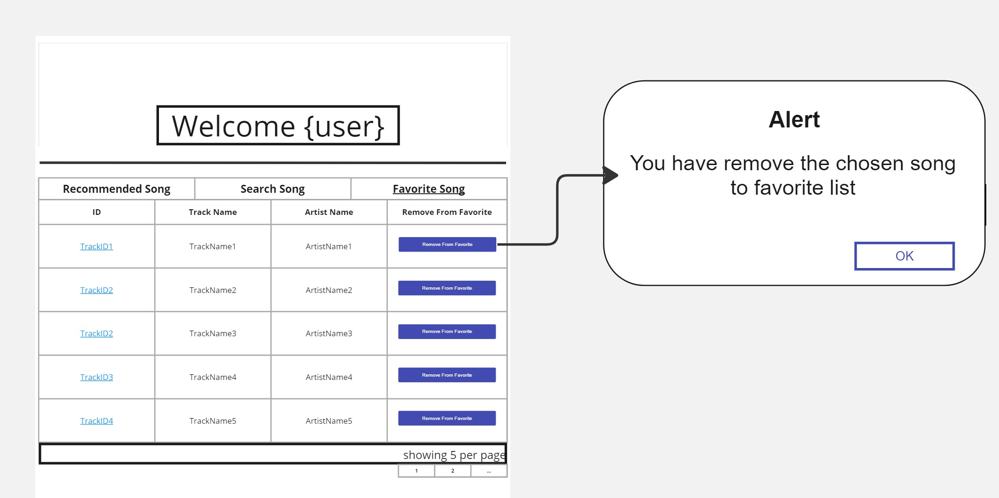 Welcome {user}
Recommended Song Search Song Favorite Song
ID Track Name Artist Name Remove From Favorite
TrackID1 TrackName1 ArtistName1 Remove From Favorite
TrackID2 TrackName2 ArtistName2 Remove From Favorite
TrackID2 TrackName3 ArtistName3 Remove From Favorite
TrackID3 TrackName4 ArtistName4 Remove From Favorite
TrackID4 TrackName5 ArtistName5 Remove From Favorite
showing 5 per page
1 2 ...
Alert
You have remove the chosen song
to favorite list
OK